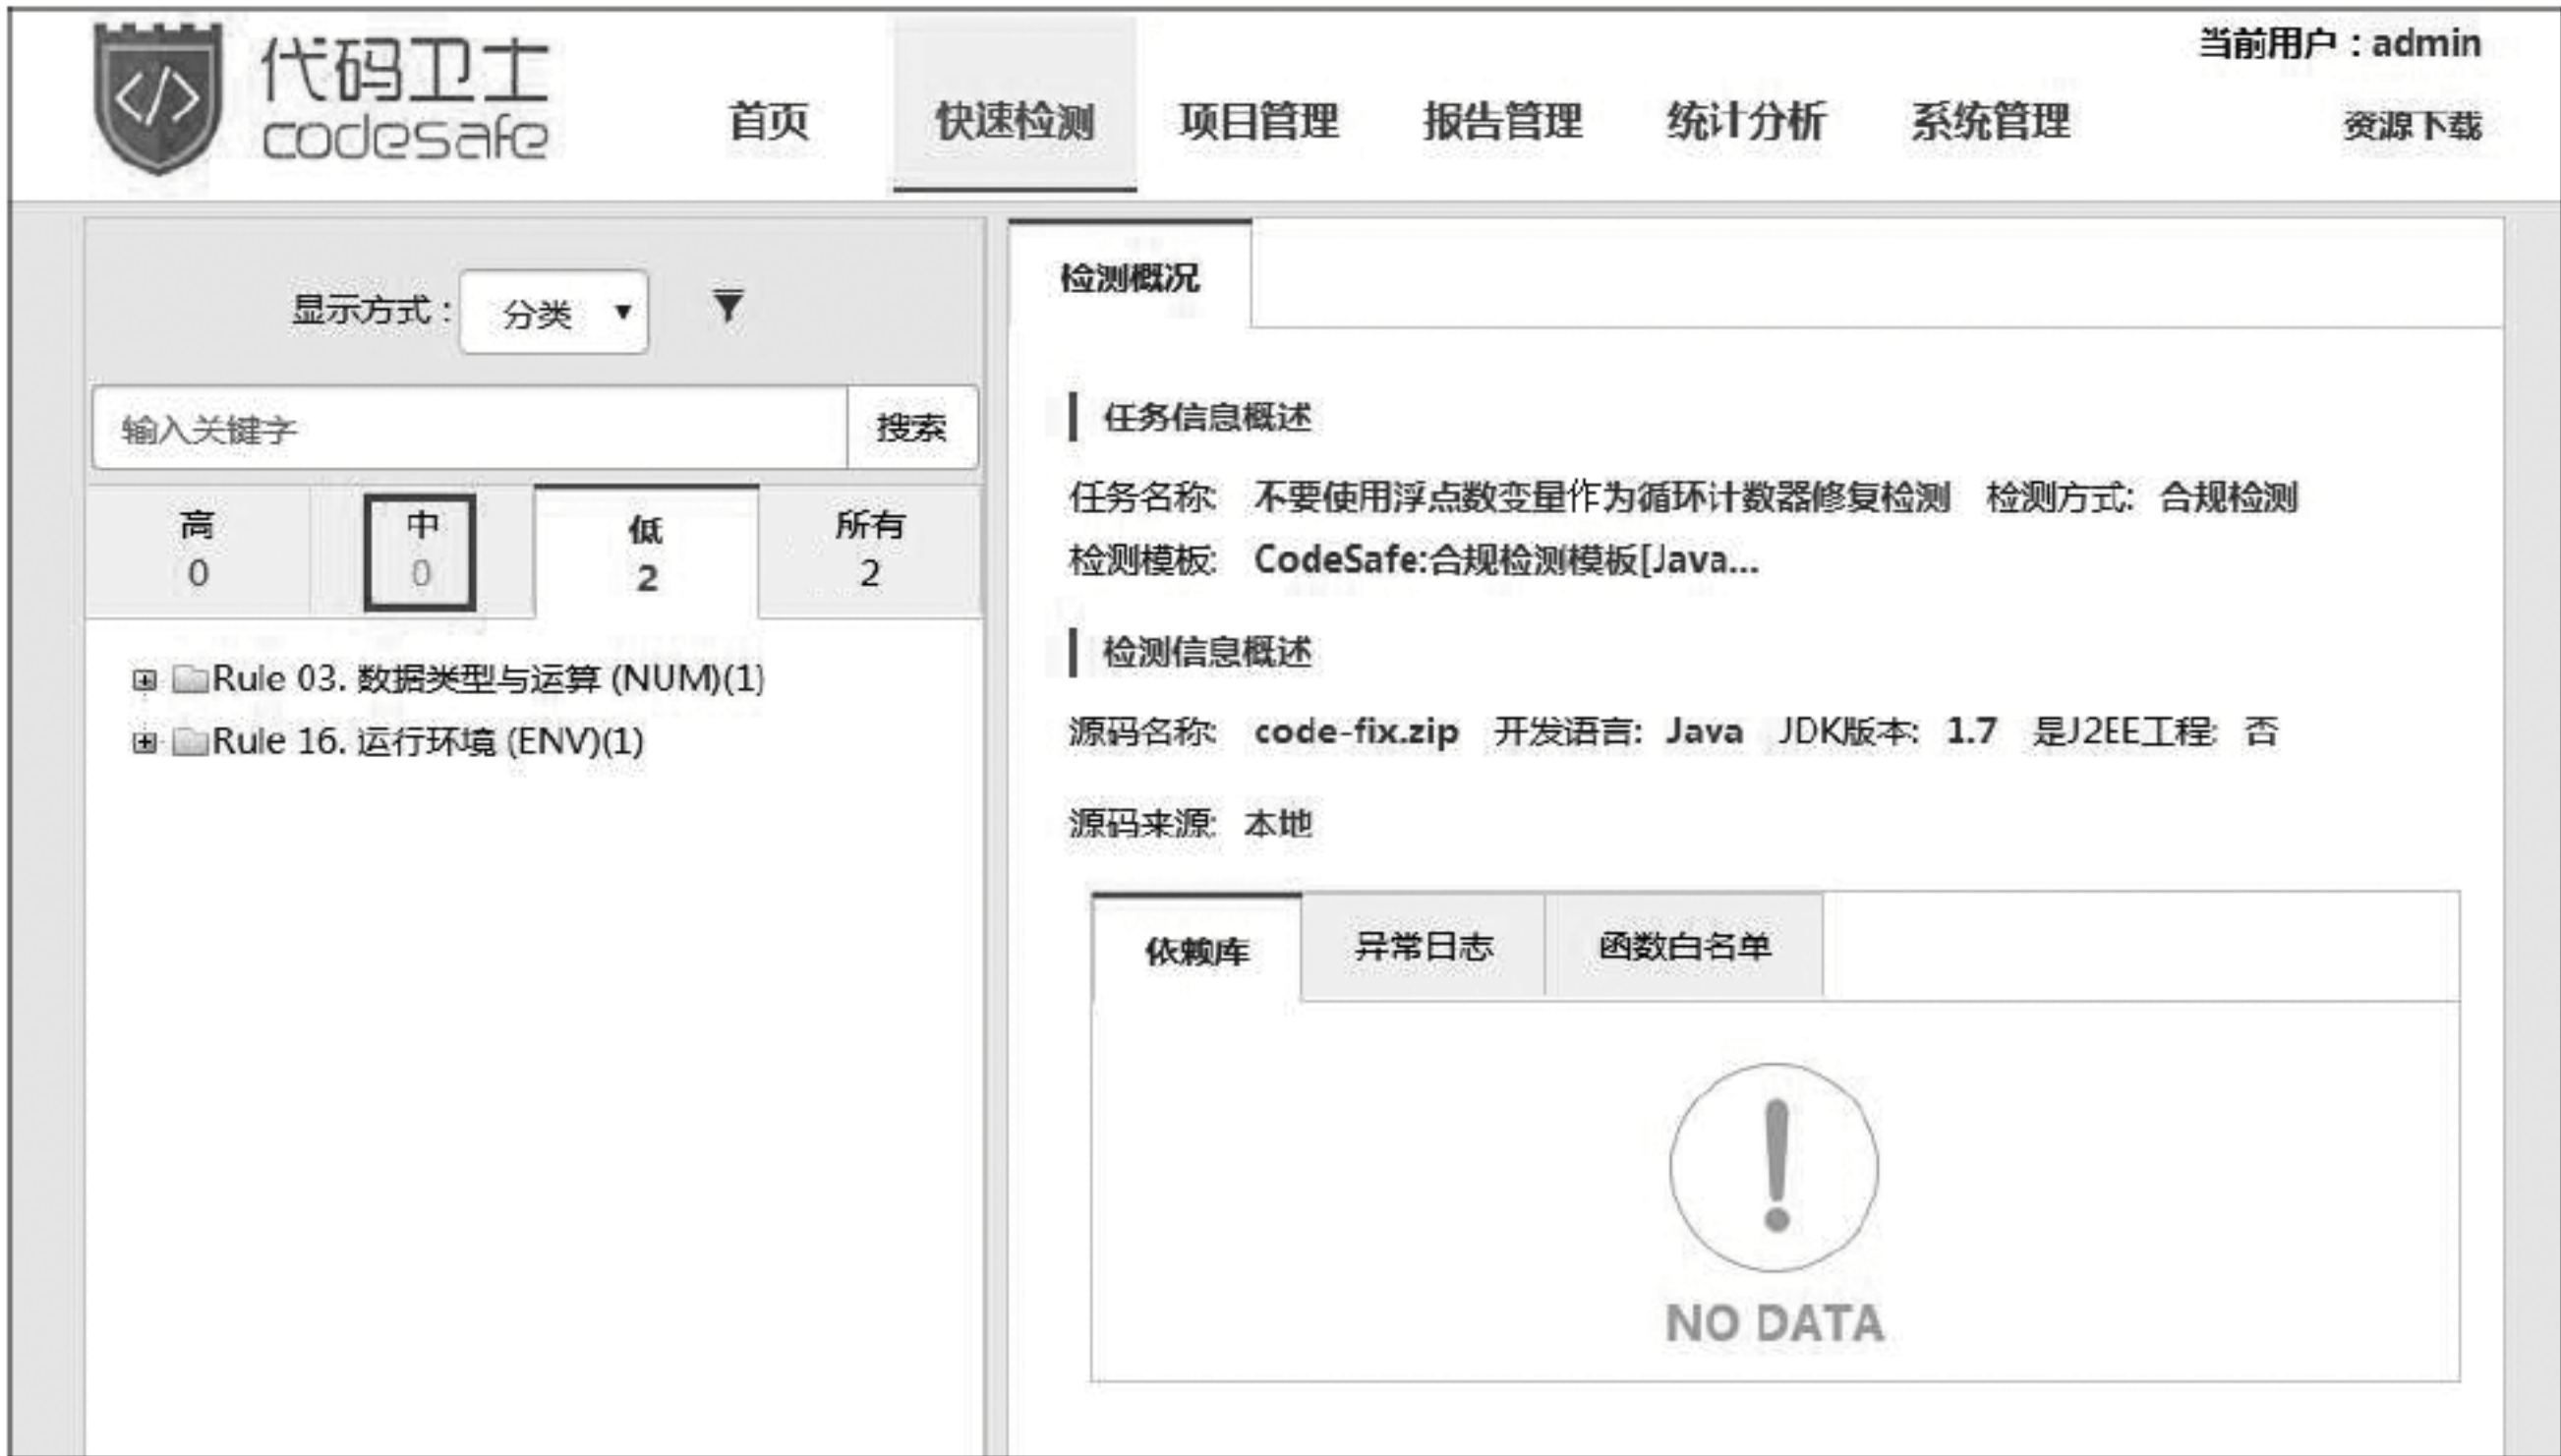 代码卫士
codesafe
当前用户：admin
首页 快速检测 项目管理 报告管理 统计分析 系统管理 资源下载
显示方式： 分类
输入关键字 搜索
高 中 低 所有
0 0 2 2
Rule 03. 数据类型与运算 (NUM)(1)
Rule 16. 运行环境 (ENV)(1)
检测概况
任务信息概述
任务名称: 不要使用浮点数变量作为循环计数器修复检测 检测方式: 合规检测
检测模板: CodeSafe:合规检测模板[Java...
检测信息概述
源码名称: code-fix.zip 开发语言: Java JDK版本: 1.7 是J2EE工程: 否
源码来源: 本地
依赖库 异常日志 函数白名单
NO DATA